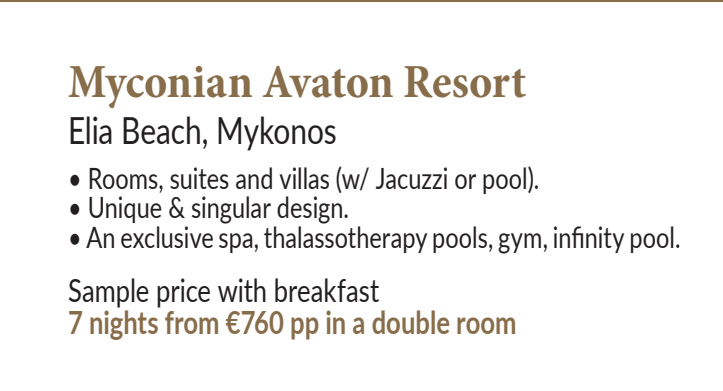 Myconian Avaton Resort
Elia Beach, Mykonos
• Rooms, suites and villas (w/ Jacuzzi or pool).
• Unique & singular design.
• An exclusive spa, thalassotherapy pools, gym, infinity pool.
Sample price with breakfast
7 nights from €760 pp in a double room